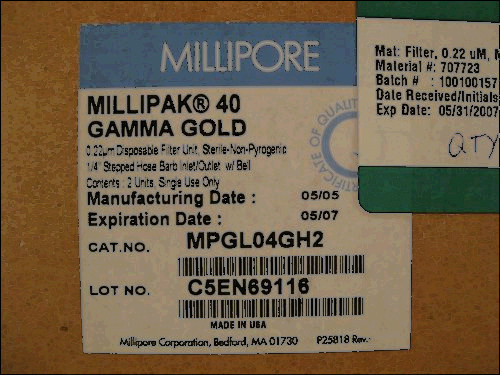 MILLIPORE
MILLIPAK® 40
GAMMA GOLD
0.22µm Disposable Filter Unit, Sterile-Non-Pyrogenic
1/4" Stepped Hose Barb Inlet/Outlet w/ Bell
Contents : 2 Units, Single Use Only
Manufacturing Date : 05/05
Expiration Date : 05/07
CAT.NO. MPGL04GH2
LOT NO. C5EN69116
MADE IN USA
Millipore Corporation, Bedford, MA 01730 P25818 Rev.
CERTIFICATE OF QUALITY
Mat: Filter, 0.22 uM,
Material #: 707723
Batch # : 100100157
Date Received/Initials:
Exp Date: 05/31/2007
QTY